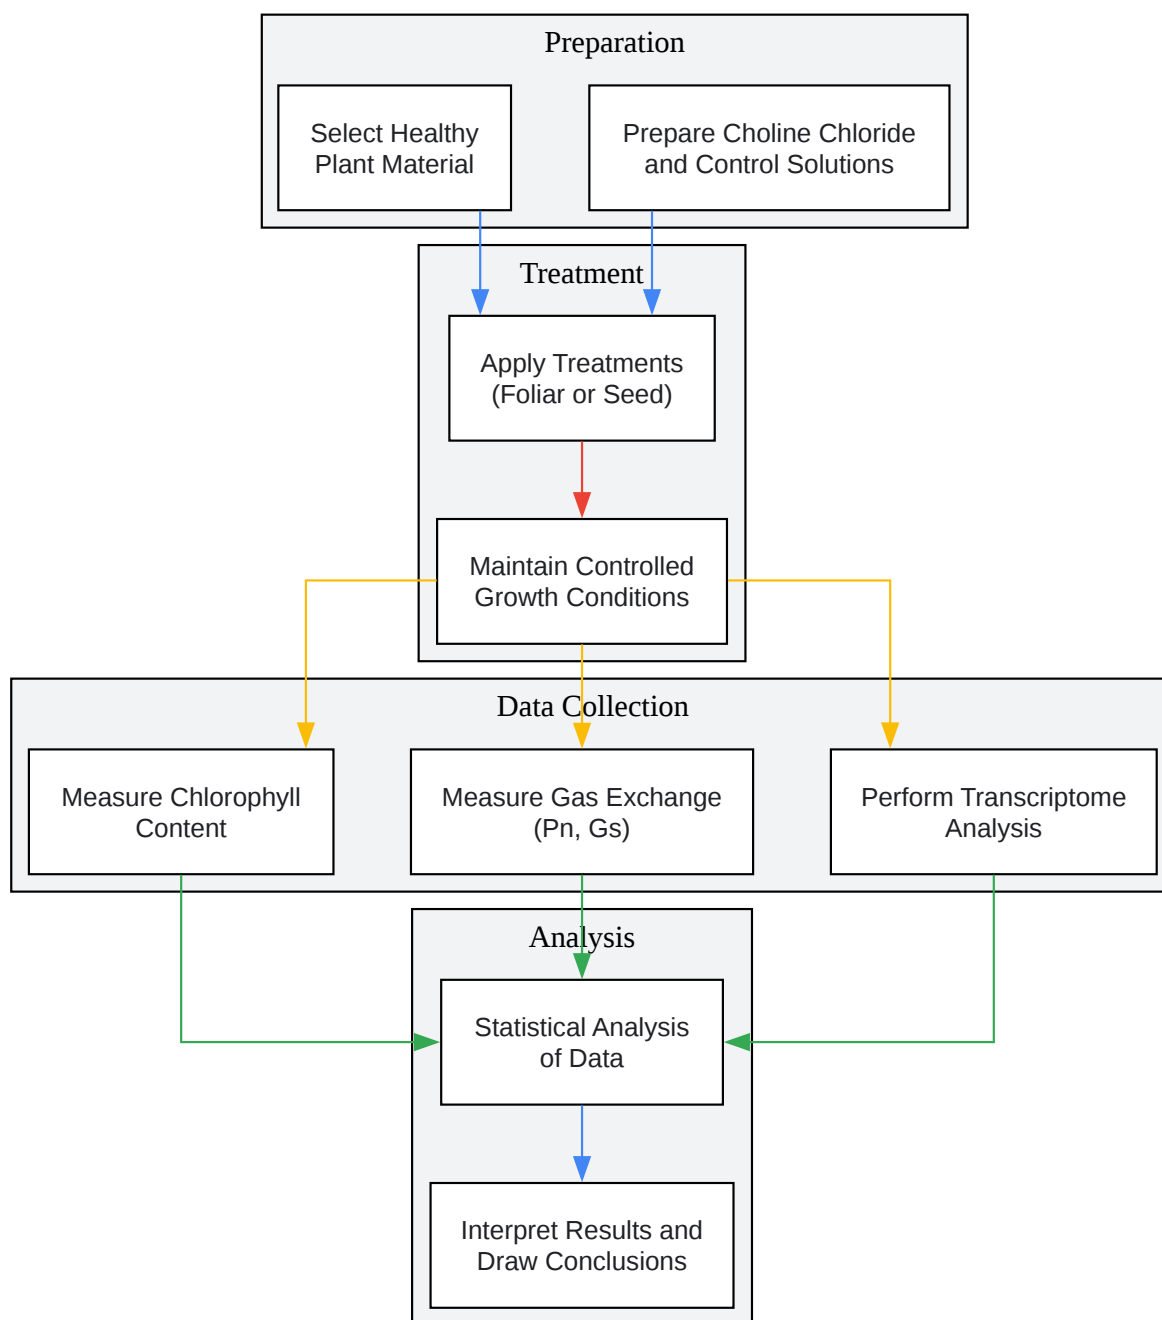 Preparation
Select Healthy
Plant Material
Prepare Choline Chloride
and Control Solutions
Treatment
Apply Treatments
(Foliar or Seed)
Maintain Controlled
Growth Conditions
Data Collection
Measure Chlorophyll
Content
Measure Gas Exchange
(Pn, Gs)
Perform Transcriptome
Analysis
Analysis
Statistical Analysis
of Data
Interpret Results and
Draw Conclusions